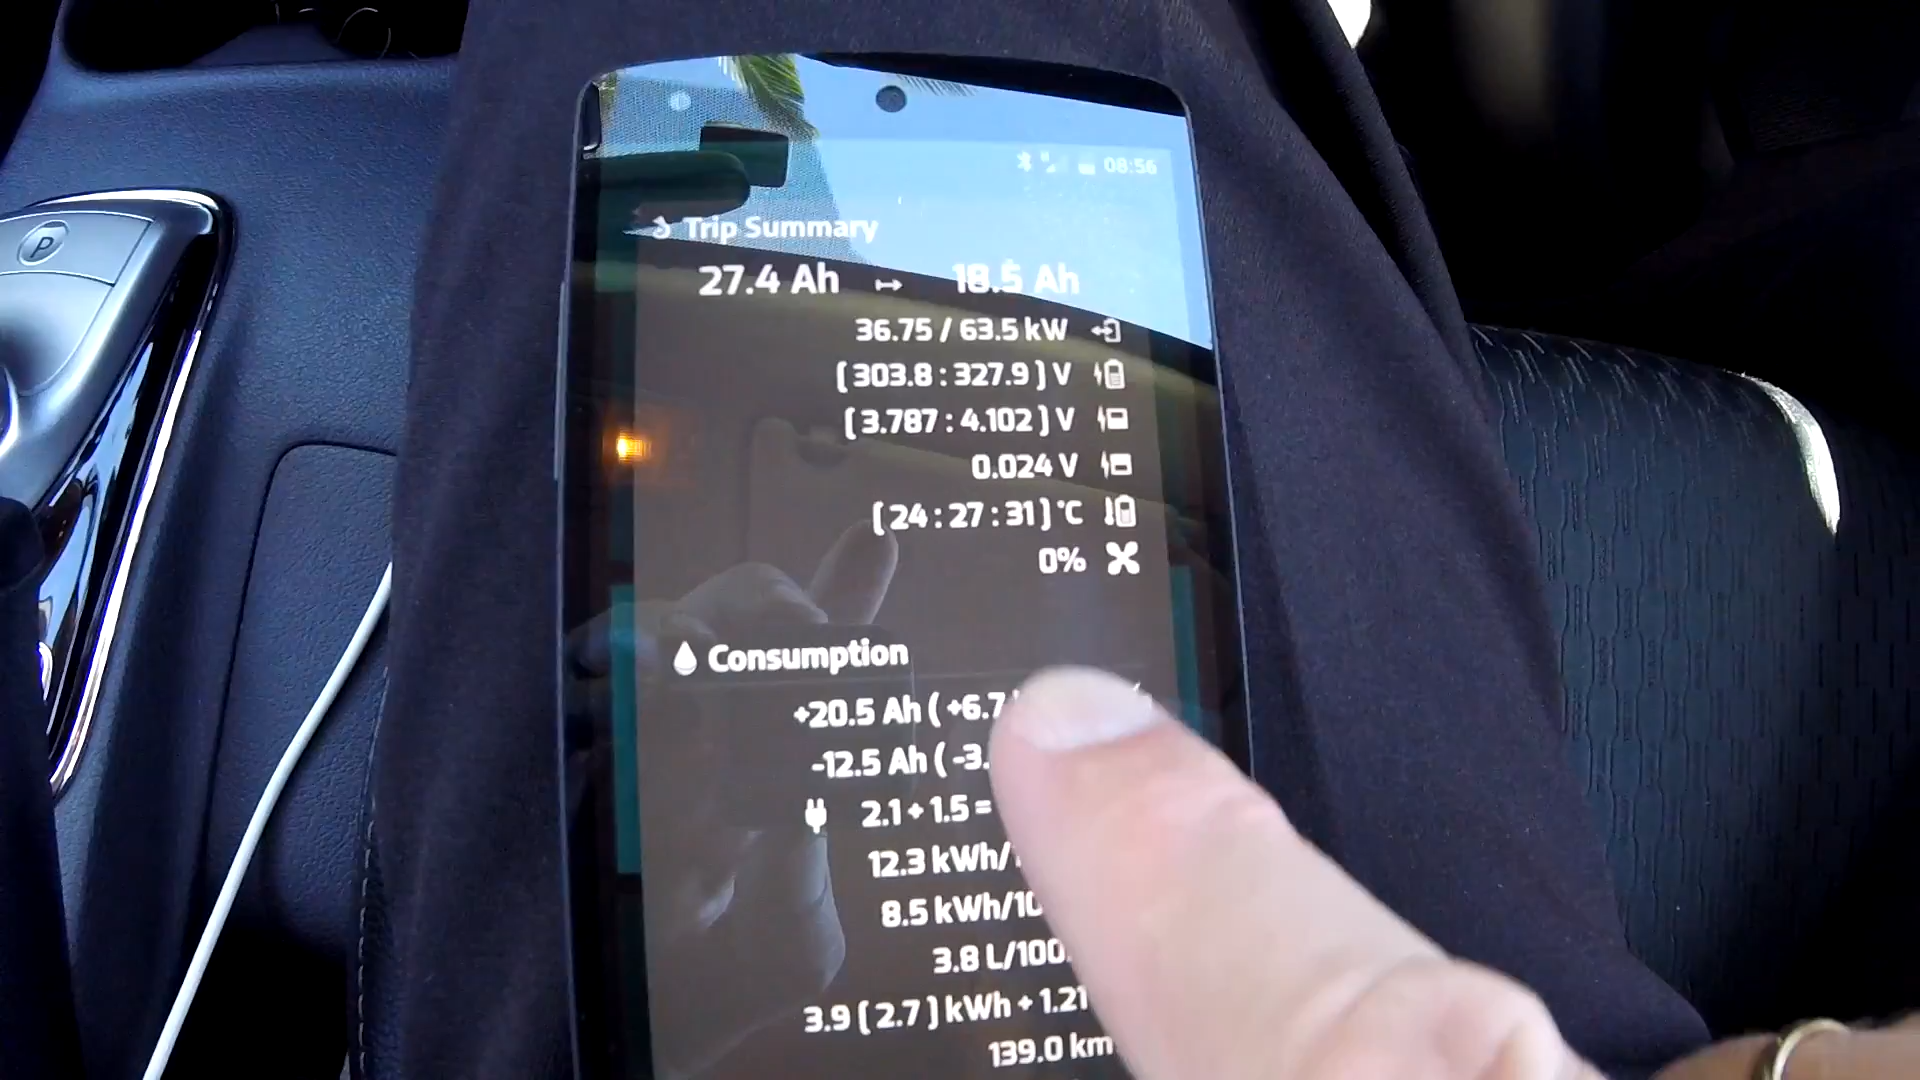 P
08:56
Trip Summary
27.4 Ah ↦ 18.5 Ah
36.75 / 63.5 kW
[ 303.8 : 327.9 ] V
[ 3.787 : 4.102 ] V
0.024 V
[ 24 : 27 : 31 ] °C
0%
Consumption
+20.5 Ah ( +6.7
-12.5 Ah ( -3.
2.1 + 1.5 =
12.3 kWh/
8.5 kWh/10
3.8 L/100
3.9 [ 2.7 ] kWh + 1.21
139.0 km